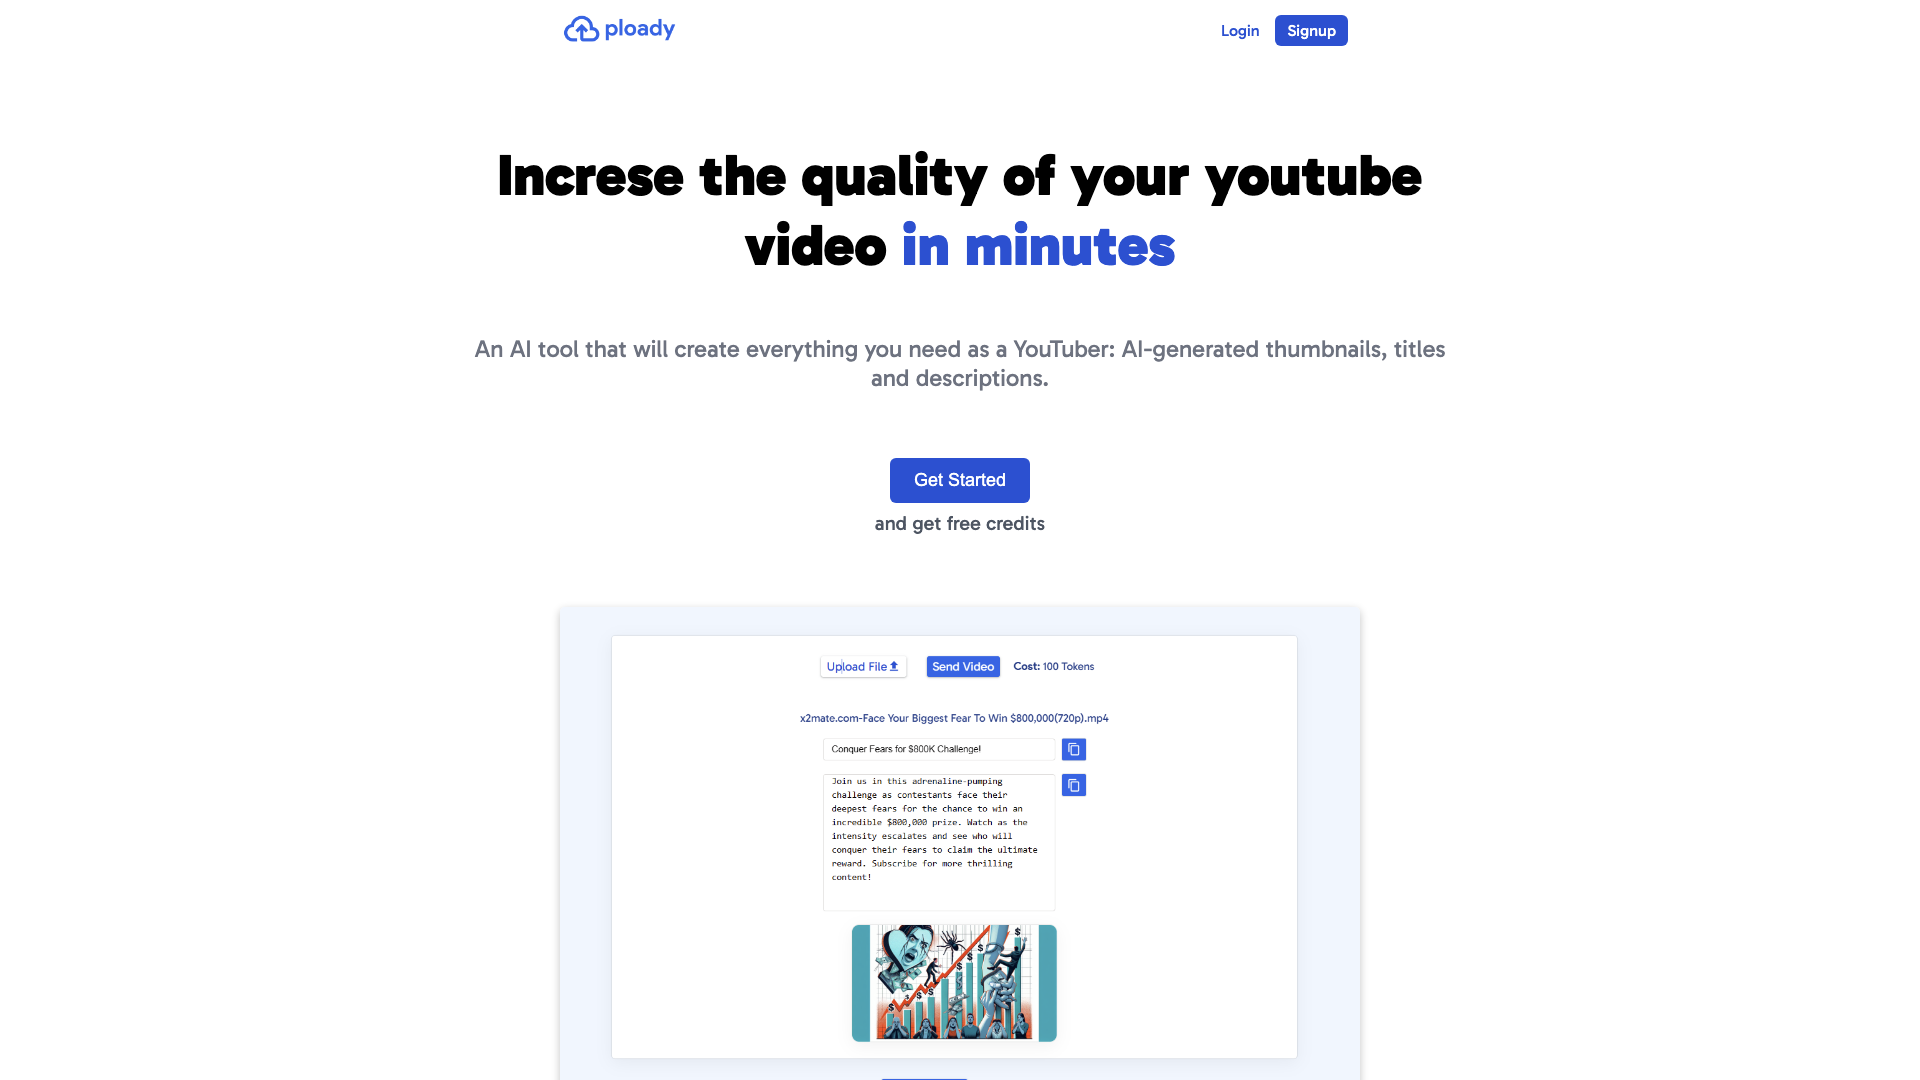 ploady
Login
Signup
Increse the quality of your youtube
video in minutes
An AI tool that will create everything you need as a YouTuber: AI-generated thumbnails, titles
and descriptions.
Get Started
and get free credits
Upload File
Send Video
Cost: 100 Tokens
x2mate.com-Face Your Biggest Fear To Win $800,000(720p).mp4
Conquer Fears for $800K Challenge!
Join us in this adrenaline-pumping
challenge as contestants face their
deepest fears for the chance to win an
incredible $800,000 prize. Watch as the
intensity escalates and see who will
conquer their fears to claim the ultimate
reward. Subscribe for more thrilling
content!